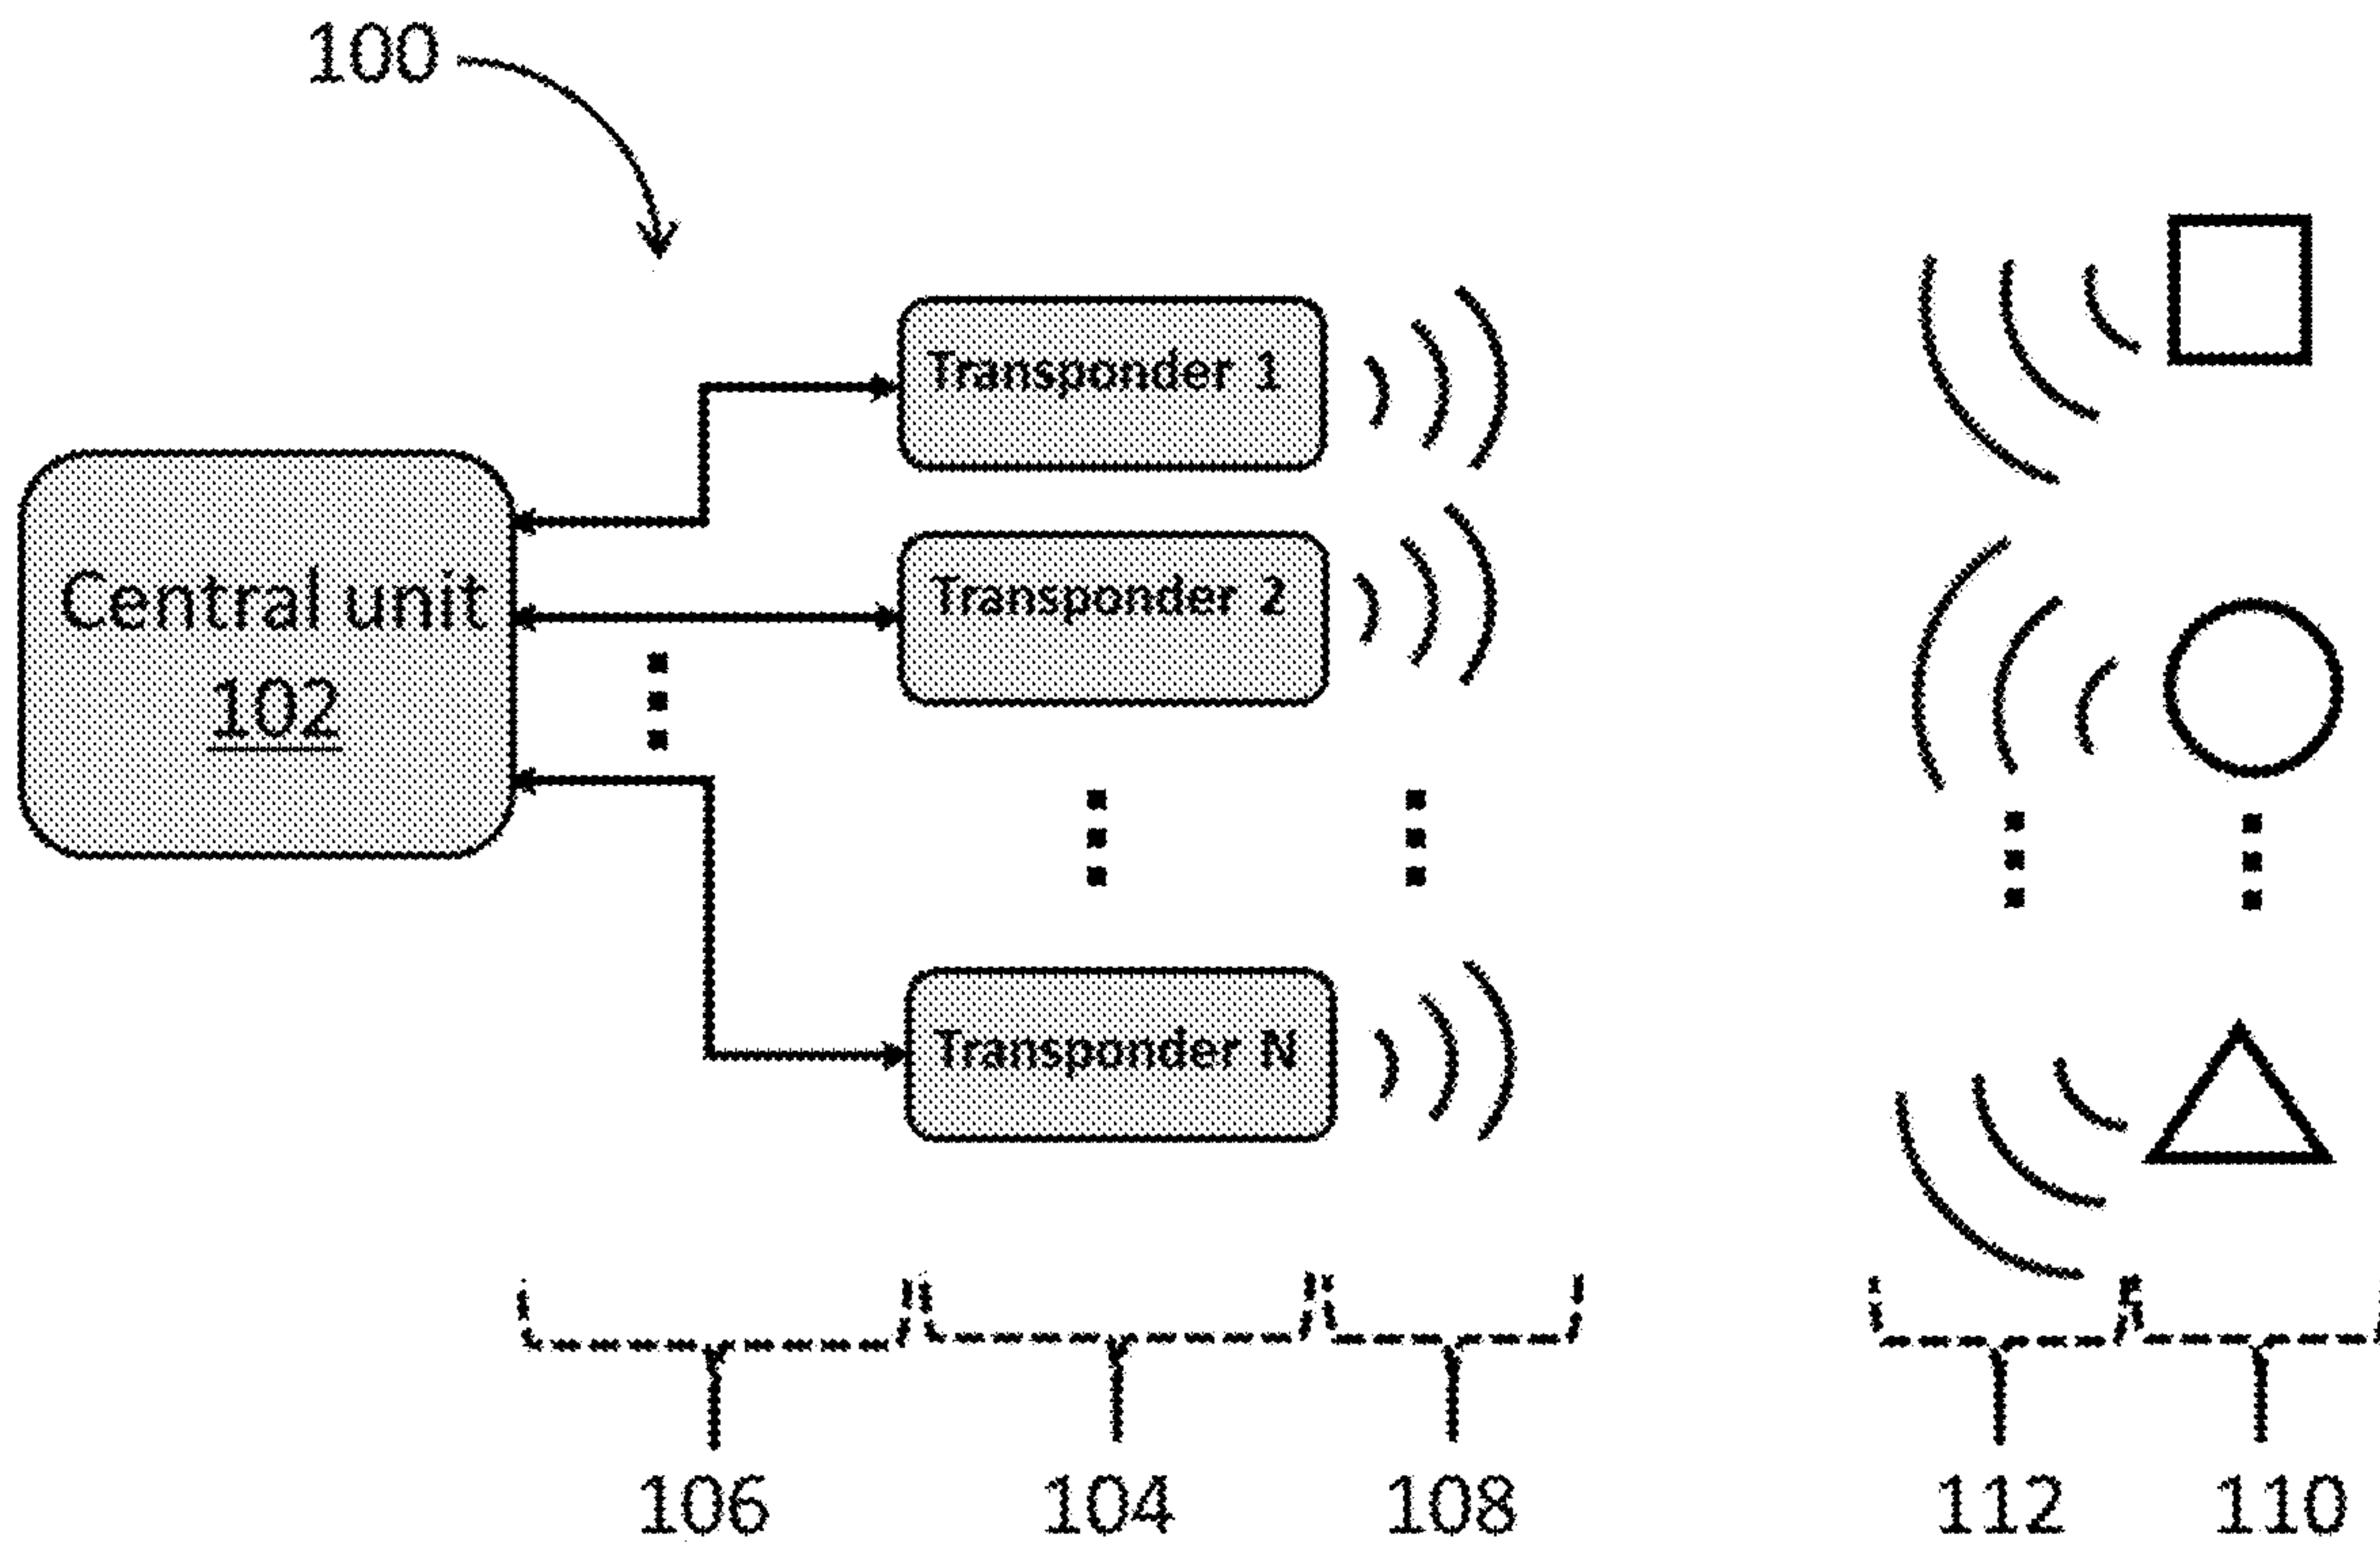 100
Transponder 1
Central unit
102
Transponder 2
Transponder N
106
104
108
112
110